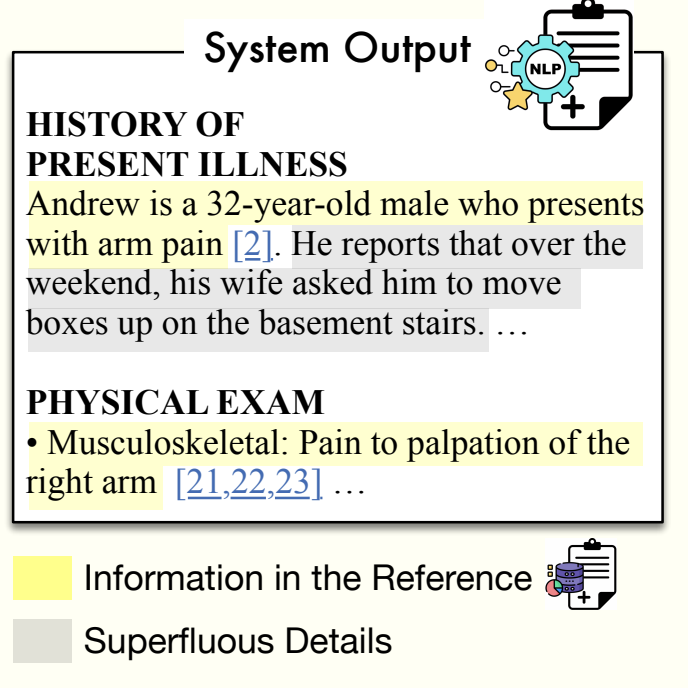 System Output
NLP
HISTORY OF
PRESENT ILLNESS
Andrew is a 32-year-old male who presents
with arm pain [2]. He reports that over the
weekend, his wife asked him to move
boxes up on the basement stairs. …
PHYSICAL EXAM
• Musculoskeletal: Pain to palpation of the
right arm [21,22,23] …
Information in the Reference
Superfluous Details